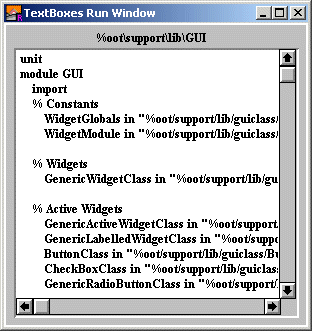 TextBoxes Run Window
%oot\support\lib\GUI
unit
module GUI
import
% Constants
WidgetGlobals in "%oot/support/lib/guiclass/
WidgetModule in "%oot/support/lib/guiclass/
% Widgets
GenericWidgetClass in "%oot/support/lib/gu
% Active Widgets
GenericActiveWidgetClass in "%oot/support
GenericLabelledWidgetClass in "%oot/suppo
ButtonClass in "%oot/support/lib/guiclass/Bu
CheckBoxClass in "%oot/support/lib/guiclas
GenericRadioButtonClass in "%oot/support/